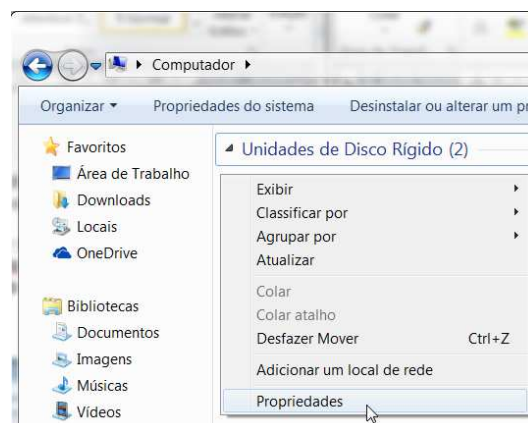 Computador
Organizar
Propriedades do sistema
Desinstalar ou alterar um
Favoritos
Área de Trabalho
Downloads
Locais
OneDrive
Bibliotecas
Documentos
Imagens
Músicas
Vídeos
Unidades de Disco Rígido (2)
Exibir
Classificar por
Agrupar por
Atualizar
Colar
Colar atalho
Desfazer Mover Ctrl+Z
Adicionar um local de rede
Propriedades